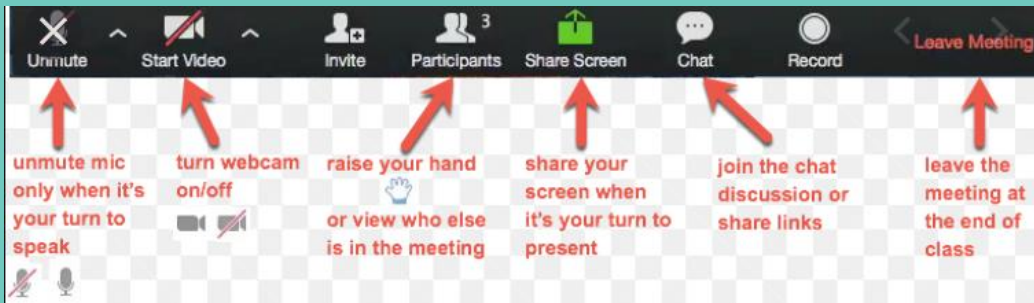 Unmute
Start Video
Invite
Participants
3
Share Screen
Chat
Record
Leave Meeting
unmute mic
only when it's
your turn to
speak
turn webcam
on/off
raise your hand
or view who else
is in the meeting
share your
screen when
it's your turn to
present
join the chat
discussion or
share links
leave the
meeting at
the end of
class